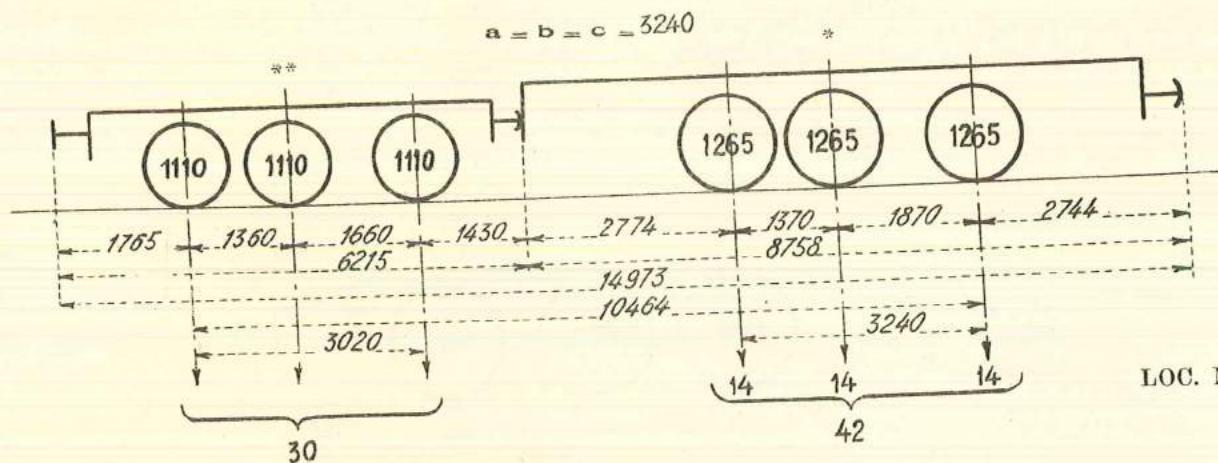 a = b = c = 3240
** *
1110 1110 1110 1265 1265 1265
1765 1360 1660 1430 2774 1370 1870 2744
6215 8758
14973
10464
3020 3240
14 14 14
LOC.
30 42